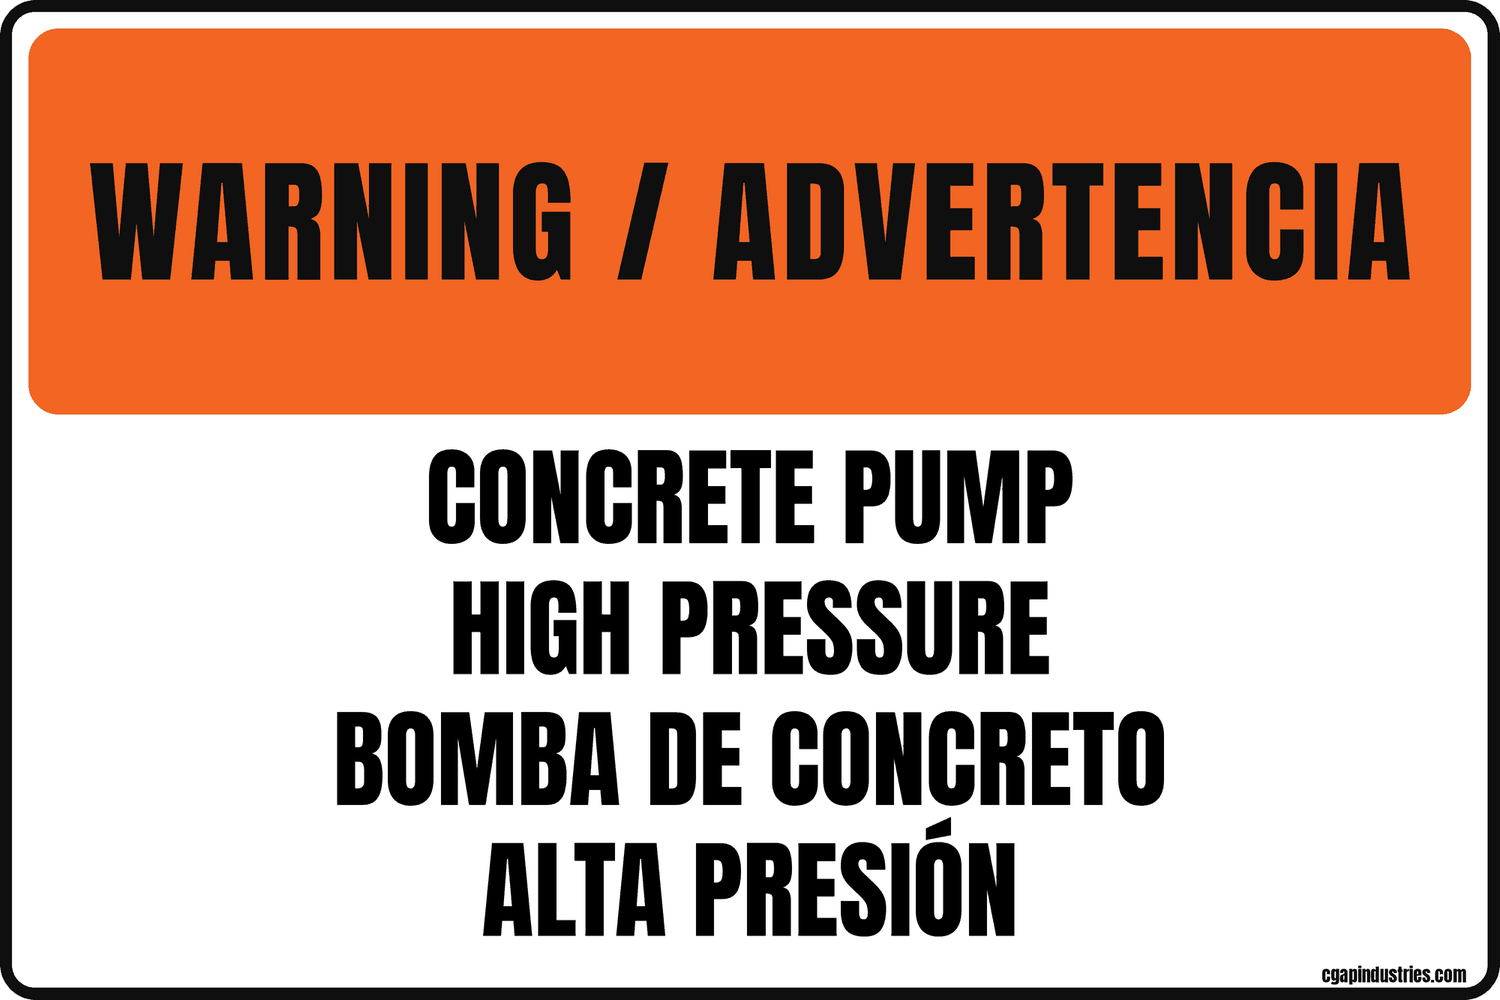 WARNING / ADVERTENCIA
CONCRETE PUMP
HIGH PRESSURE
BOMBA DE CONCRETO
ALTA PRESIÓN
cgapindustries.com